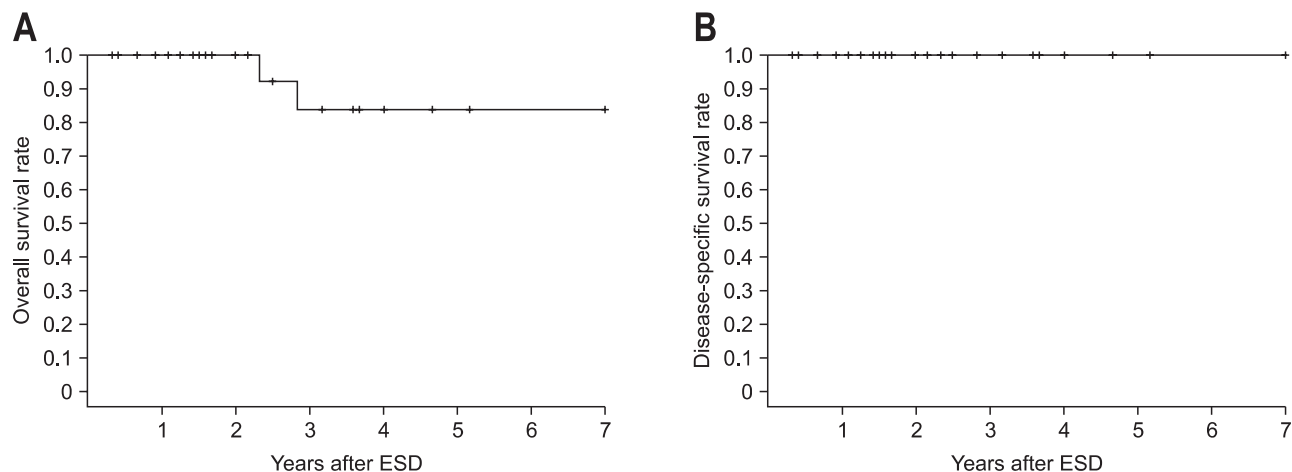 A
Overall survival rate
1.0
0.9
0.8
0.7
0.6
0.5
0.4
0.3
0.2
0.1
0
1 2 3 4 5 6 7
Years after ESD
B
Disease-specific survival rate
1.0
0.9
0.8
0.7
0.6
0.5
0.4
0.3
0.2
0.1
0
1 2 3 4 5 6 7
Years after ESD